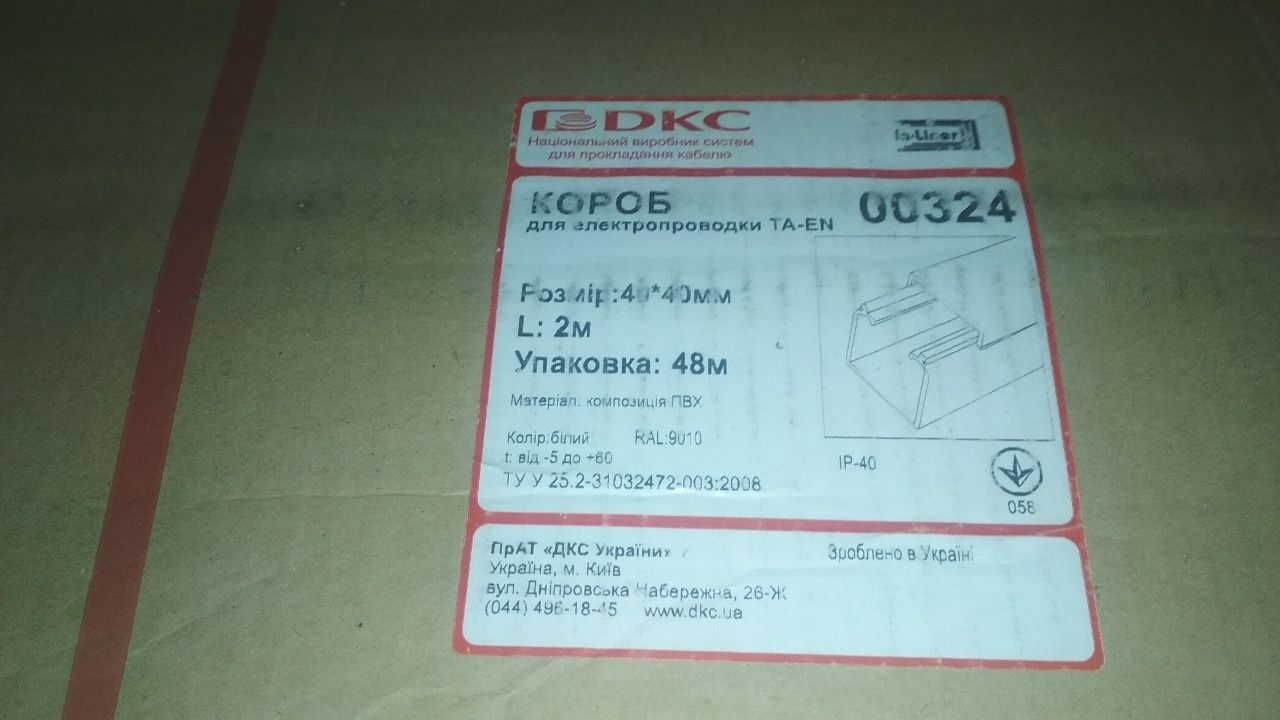 DKC
Національний виробник систем
для прокладання кабелю
In-Liner
КОРОБ
00324
для електропроводки TA-EN
Розмір:40*40мм
L: 2м
Упаковка: 48м
Матеріал: композиція ПВХ
Колір:білий RAL:9010
t: від -5 до +60
IP-40
ТУ У 25.2-31032472-003:2008
058
ПрАТ «ДКС України»
Зроблено в Україні
Україна, м. Київ
вул. Дніпровська Набережна, 26-Ж
(044) 496-18-45 www.dkc.ua